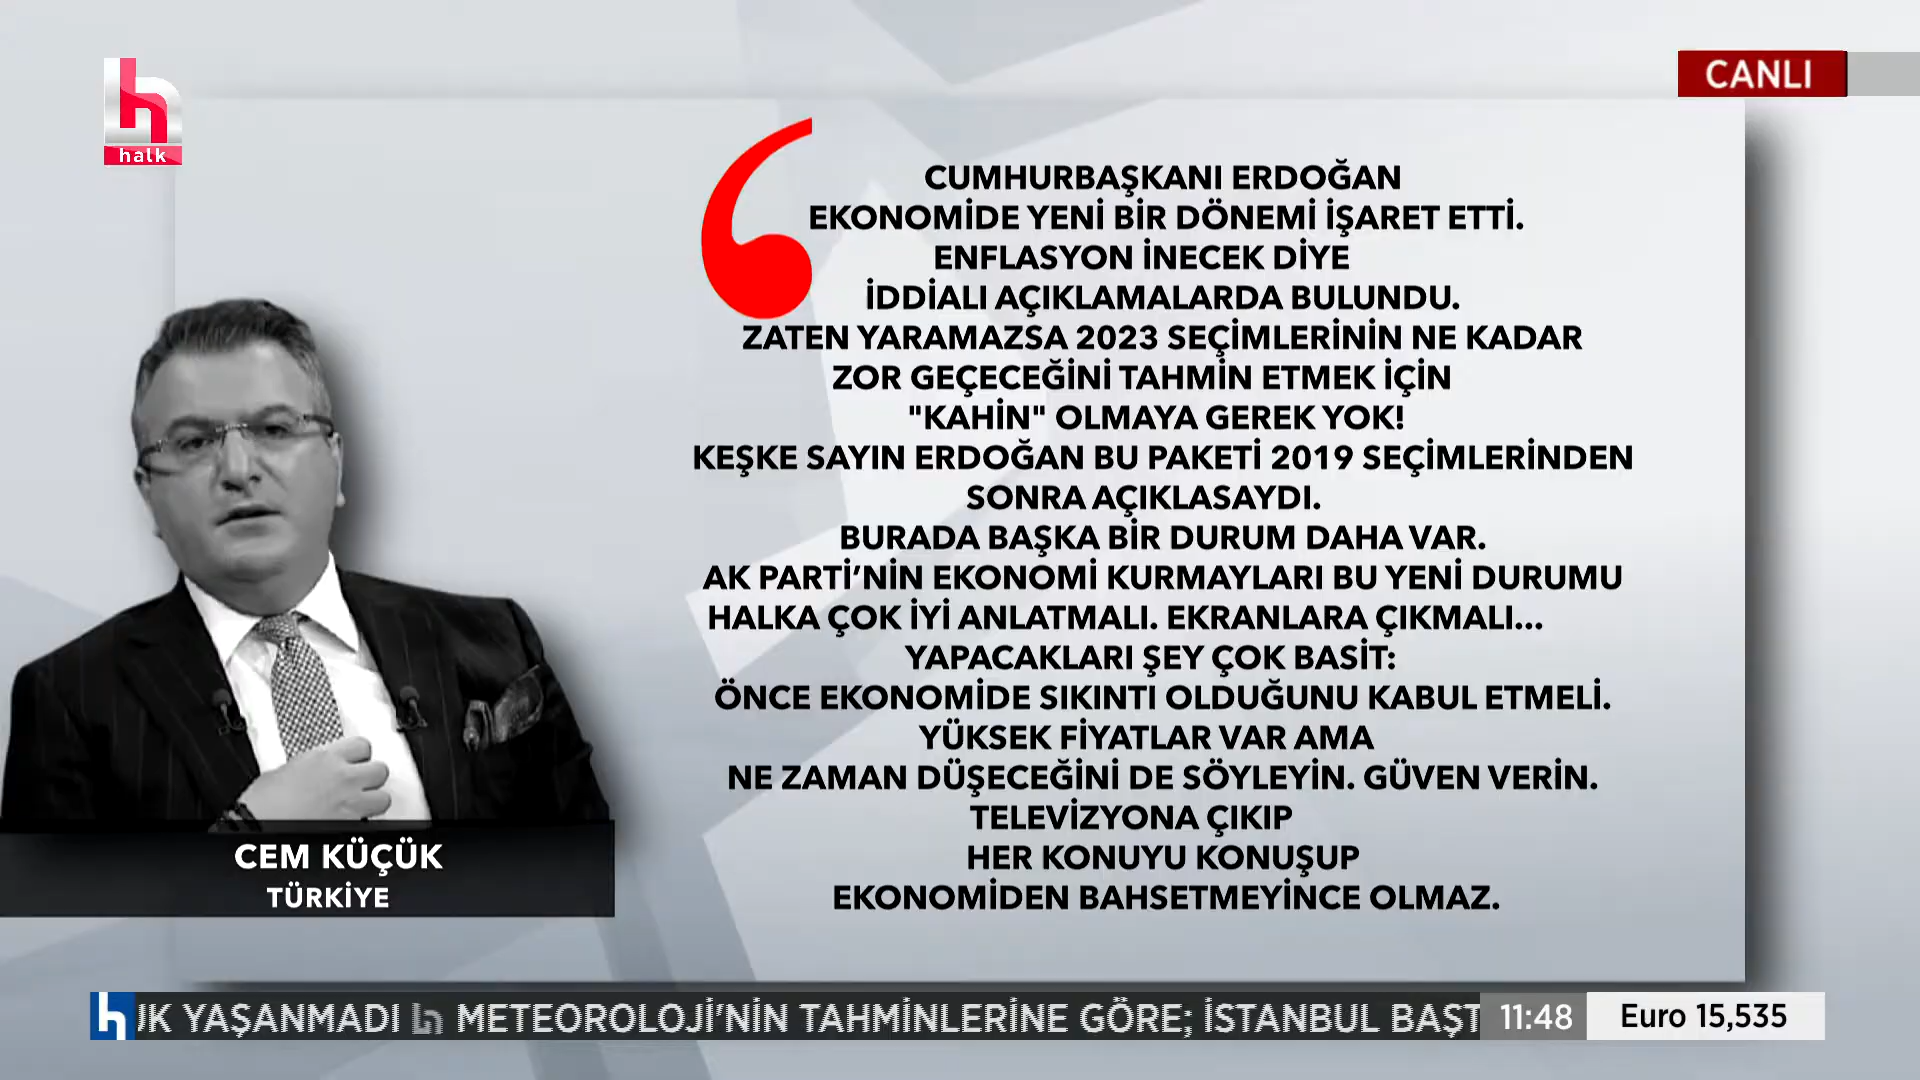 halk
CANLI
CUMHURBAŞKANI ERDOĞAN
EKONOMİDE YENİ BİR DÖNEMİ İŞARET ETTİ.
ENFLASYON İNECEK DİYE
İDDİALI AÇIKLAMALARDA BULUNDU.
ZATEN YARAMAZSA 2023 SEÇİMLERİNİN NE KADAR
ZOR GEÇECEĞİNİ TAHMİN ETMEK İÇİN
"KAHİN" OLMAYA GEREK YOK!
KEŞKE SAYIN ERDOĞAN BU PAKETİ 2019 SEÇİMLERİNDEN
SONRA AÇIKLASAYDI.
BURADA BAŞKA BİR DURUM DAHA VAR.
AK PARTİ’NİN EKONOMİ KURMAYLARI BU YENİ DURUMU
HALKA ÇOK İYİ ANLATMALI. EKRANLARA ÇIKMALI...
YAPACAKLARI ŞEY ÇOK BASİT:
ÖNCE EKONOMİDE SIKINTI OLDUĞUNU KABUL ETMELİ.
YÜKSEK FİYATLAR VAR AMA
NE ZAMAN DÜŞECEĞİNİ DE SÖYLEYİN. GÜVEN VERİN.
TELEVİZYONA ÇIKIP
HER KONUYU KONUŞUP
EKONOMİDEN BAHSETMEYİNCE OLMAZ.
CEM KÜÇÜK
TÜRKİYE
UK YAŞANMADI METEOROLOJİ'NİN TAHMİNLERİNE GÖRE; İSTANBUL BAŞT 11:48 Euro 15,535